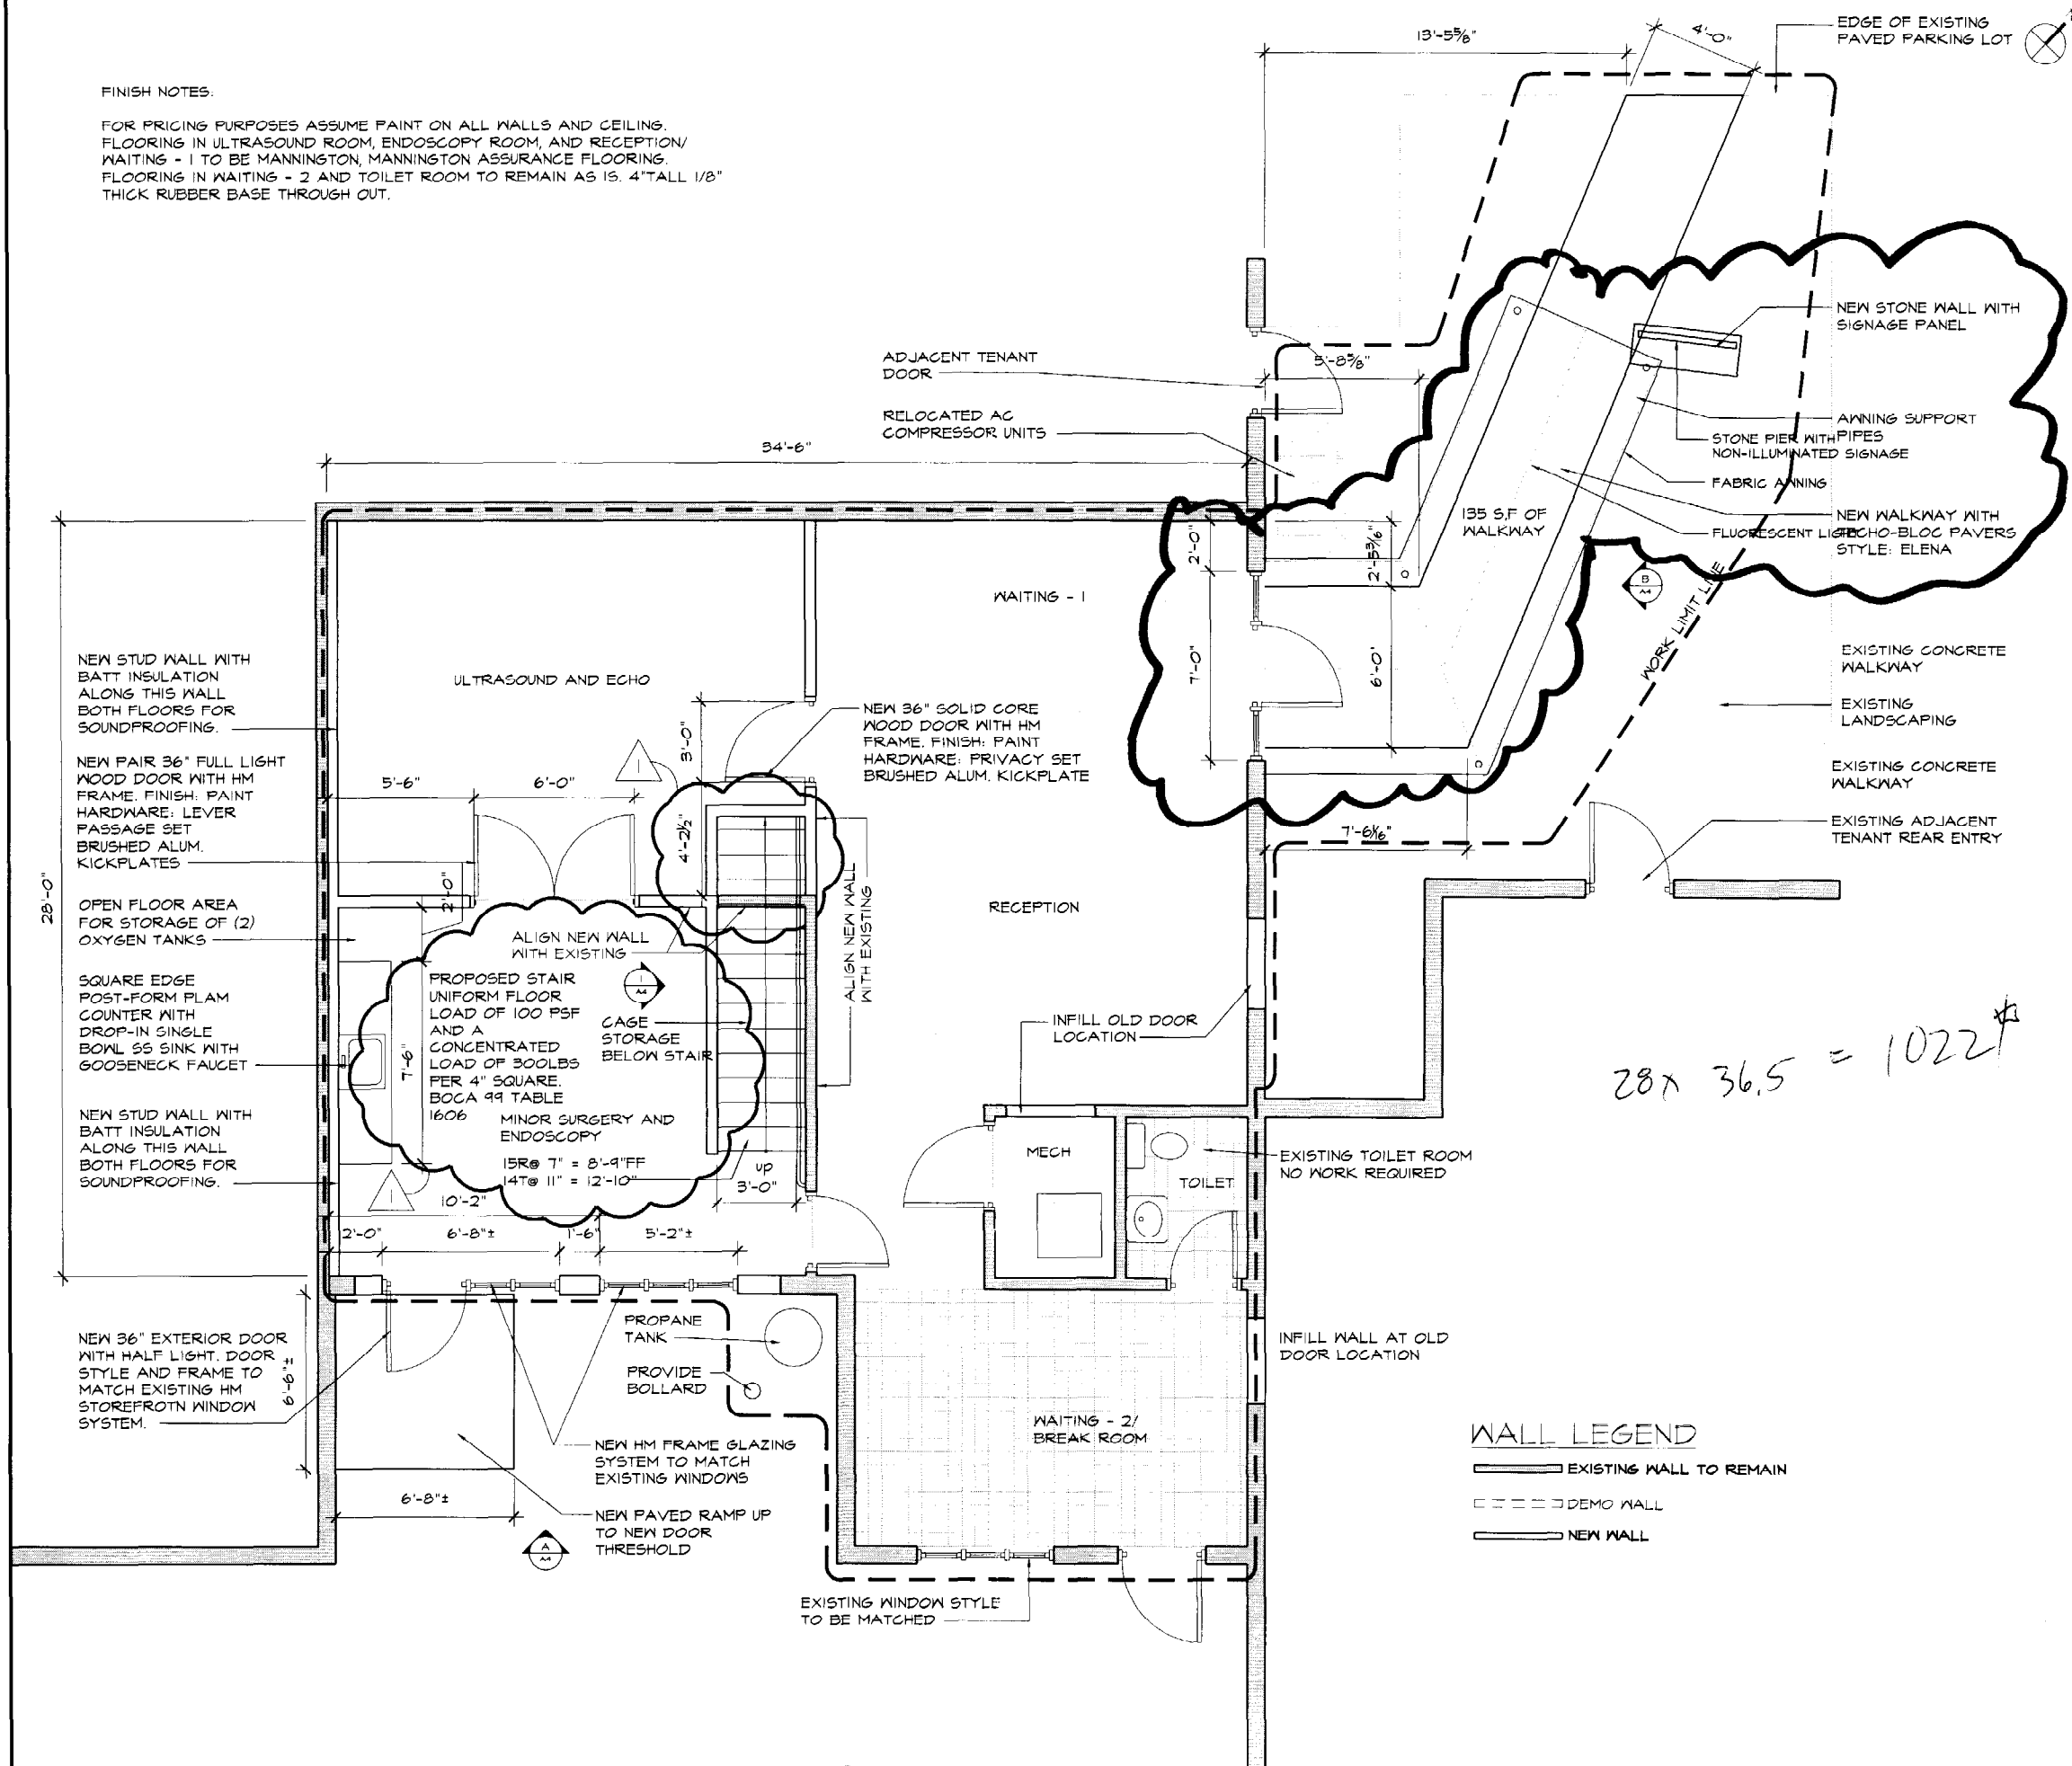 FINISH NOTES:
FOR PRICING PURPOSES ASSUME PAINT ON ALL WALLS AND CEILING.
FLOORING IN ULTRASOUND ROOM, ENDOSCOPY ROOM, AND RECEPTION/
WAITING - 1 TO BE MANNINGTON, MANNINGTON ASSURANCE FLOORING.
FLOORING IN WAITING - 2 AND TOILET ROOM TO REMAIN AS IS. 4"TALL 1/8"
THICK RUBBER BASE THROUGH OUT.
13'-5⅝"
4'-0"
EDGE OF EXISTING
PAVED PARKING LOT
NEW STONE WALL WITH
SIGNAGE PANEL
ADJACENT TENANT
DOOR
5'-8⅝"
RELOCATED AC
COMPRESSOR UNITS
AWNING SUPPORT
PIPES
STONE PIER WITH
NON-ILLUMINATED SIGNAGE
FABRIC AWNING
34'-6"
135 S.F OF
WALKWAY
NEW WALKWAY WITH
TECHO-BLOC PAVERS
STYLE: ELENA
FLUORESCENT LIGHT
2'-0"
2'-5³⁄₁₆"
B
A4
WORK LIMIT LINE
WAITING - 1
7'-0"
6'-0'
EXISTING CONCRETE
WALKWAY
EXISTING
LANDSCAPING
EXISTING CONCRETE
WALKWAY
EXISTING ADJACENT
TENANT REAR ENTRY
7'-6¹⁄₁₆"
NEW STUD WALL WITH
BATT INSULATION
ALONG THIS WALL
BOTH FLOORS FOR
SOUNDPROOFING.
ULTRASOUND AND ECHO
3'-0"
NEW 36" SOLID CORE
WOOD DOOR WITH HM
FRAME. FINISH: PAINT
HARDWARE: PRIVACY SET
BRUSHED ALUM. KICKPLATE
NEW PAIR 36" FULL LIGHT
WOOD DOOR WITH HM
FRAME. FINISH: PAINT
HARDWARE: LEVER
PASSAGE SET
BRUSHED ALUM.
KICKPLATES
5'-6"
6'-0"
1
4'-2½"
28'-0"
2'-0"
OPEN FLOOR AREA
FOR STORAGE OF (2)
OXYGEN TANKS
ALIGN NEW WALL
WITH EXISTING
ALIGN NEW WALL
WITH EXISTING
RECEPTION
SQUARE EDGE
POST-FORM PLAM
COUNTER WITH
DROP-IN SINGLE
BOWL SS SINK WITH
GOOSENECK FAUCET
7'-6"
PROPOSED STAIR
UNIFORM FLOOR
LOAD OF 100 PSF
AND A
CONCENTRATED
LOAD OF 300LBS
PER 4" SQUARE.
BOCA 99 TABLE
1606
1
A4
CAGE
STORAGE
BELOW STAIR
INFILL OLD DOOR
LOCATION
28 x 36.5 = 1022
NEW STUD WALL WITH
BATT INSULATION
ALONG THIS WALL
BOTH FLOORS FOR
SOUNDPROOFING.
MINOR SURGERY AND
ENDOSCOPY
15R@ 7" = 8'-9"FF
14T@ 11" = 12'-10"
UP
3'-0"
MECH
TOILET
EXISTING TOILET ROOM
NO WORK REQUIRED
1
10'-2"
2'-0"
6'-8"±
1'-6"
5'-2"±
NEW 36" EXTERIOR DOOR
WITH HALF LIGHT. DOOR
STYLE AND FRAME TO
MATCH EXISTING HM
STOREFROTN WINDOW
SYSTEM.
6'-6"±
PROPANE
TANK
PROVIDE
BOLLARD
INFILL WALL AT OLD
DOOR LOCATION
WAITING - 2/
BREAK ROOM
NEW HM FRAME GLAZING
SYSTEM TO MATCH
EXISTING WINDOWS
6'-8"±
NEW PAVED RAMP UP
TO NEW DOOR
THRESHOLD
A
A4
EXISTING WINDOW STYLE
TO BE MATCHED
WALL LEGEND
EXISTING WALL TO REMAIN
DEMO WALL
NEW WALL